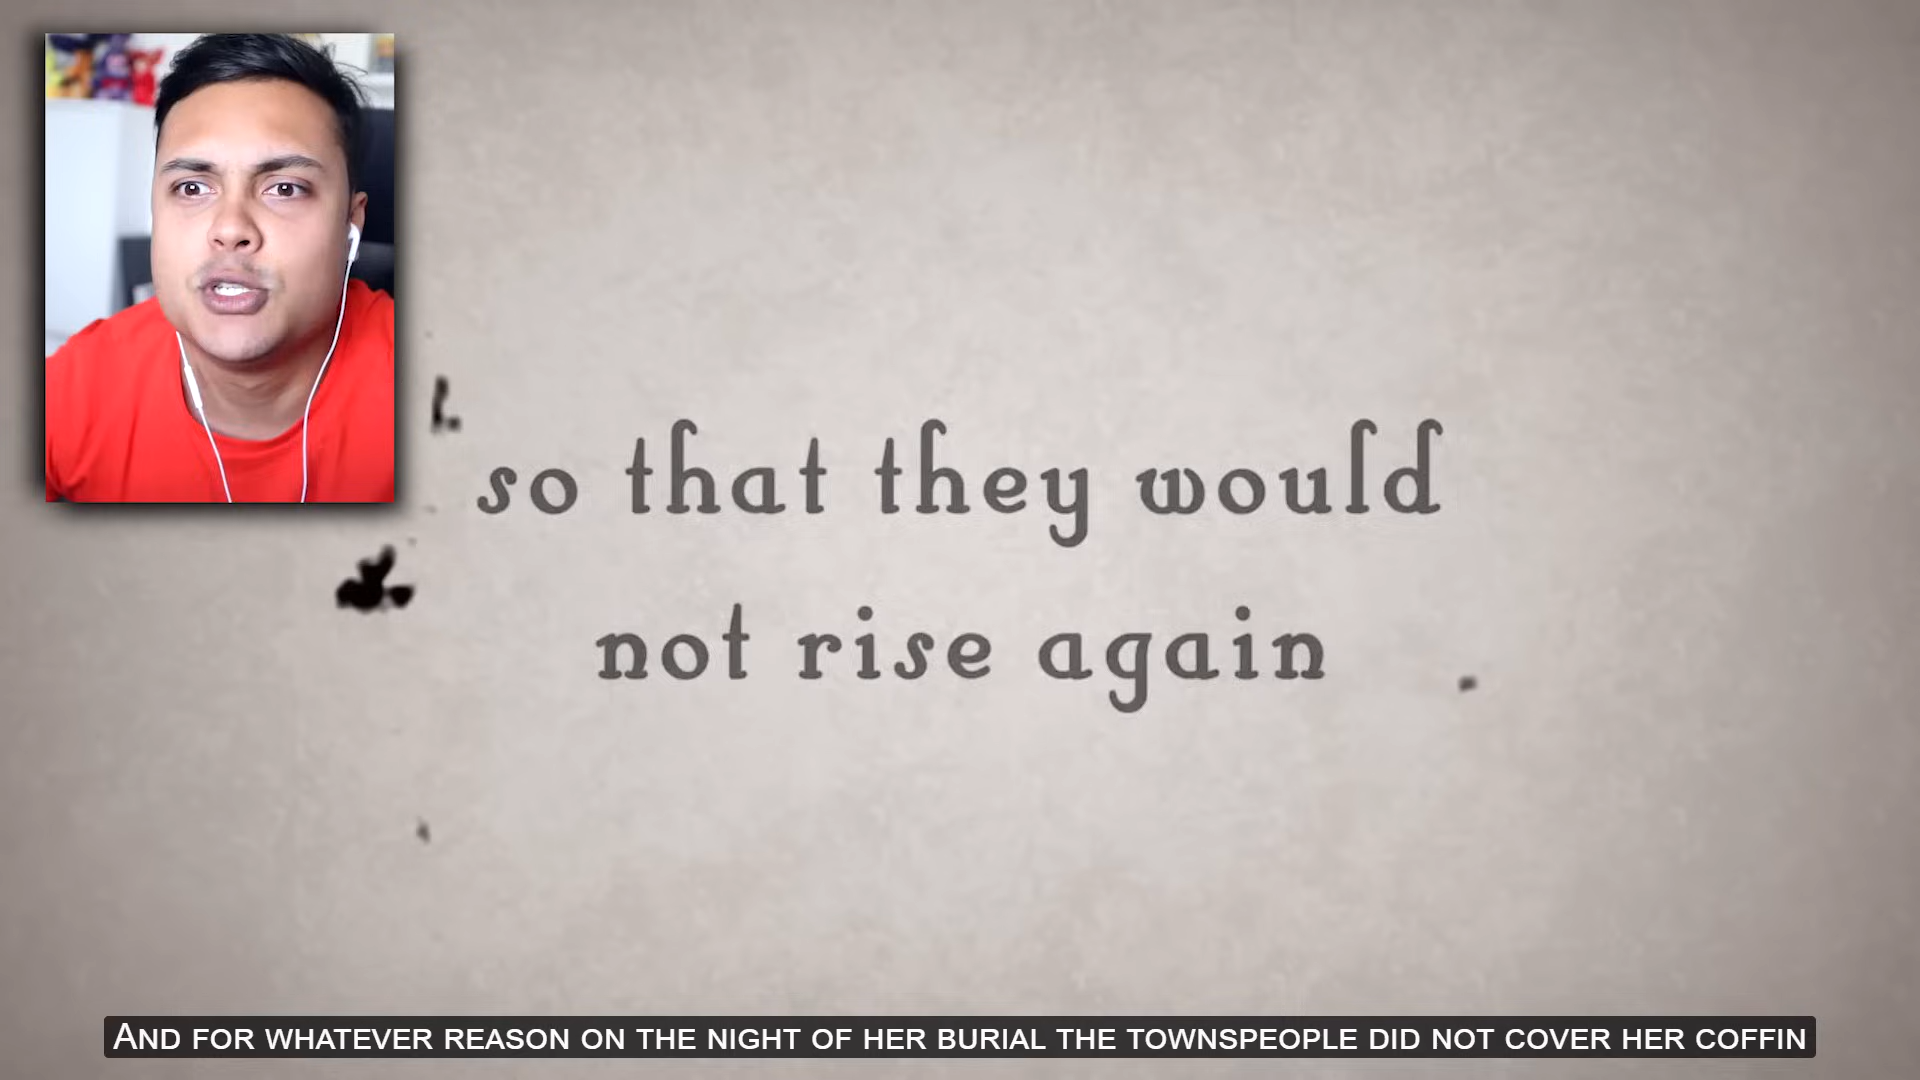 so that they would
not rise again
AND FOR WHATEVER REASON ON THE NIGHT OF HER BURIAL THE TOWNSPEOPLE DID NOT COVER HER COFFIN